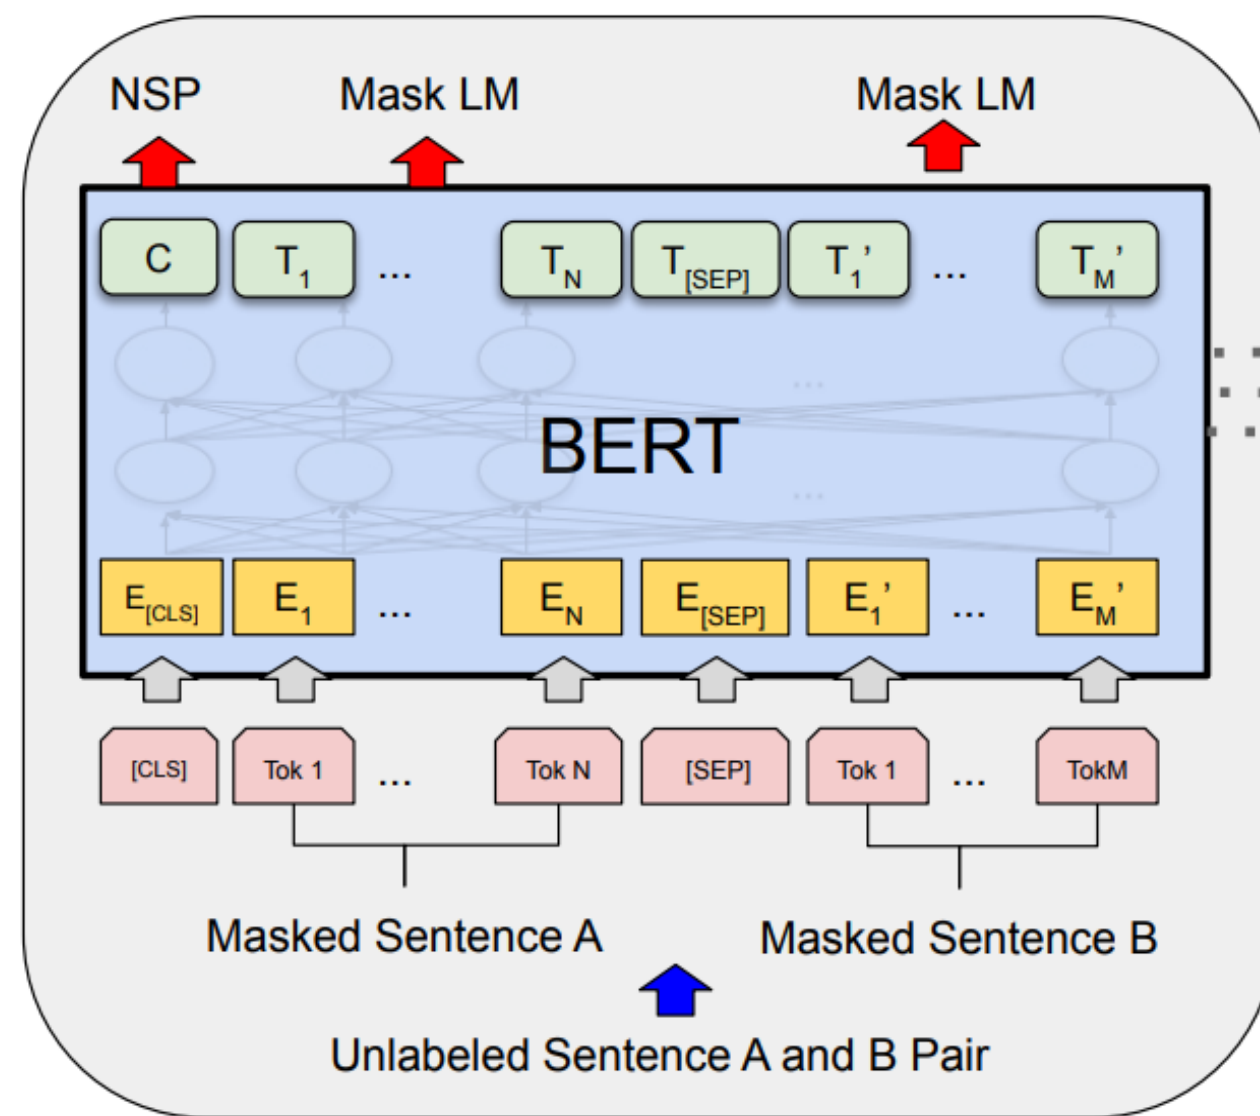 NSP Mask LM Mask LM
C T1 ... TN T[SEP] T1' ... TM'
...
BERT
...
E[CLS] E1 ... EN E[SEP] E1' ... EM'
[CLS] Tok 1 ... Tok N [SEP] Tok 1 ... TokM
Masked Sentence A Masked Sentence B
Unlabeled Sentence A and B Pair